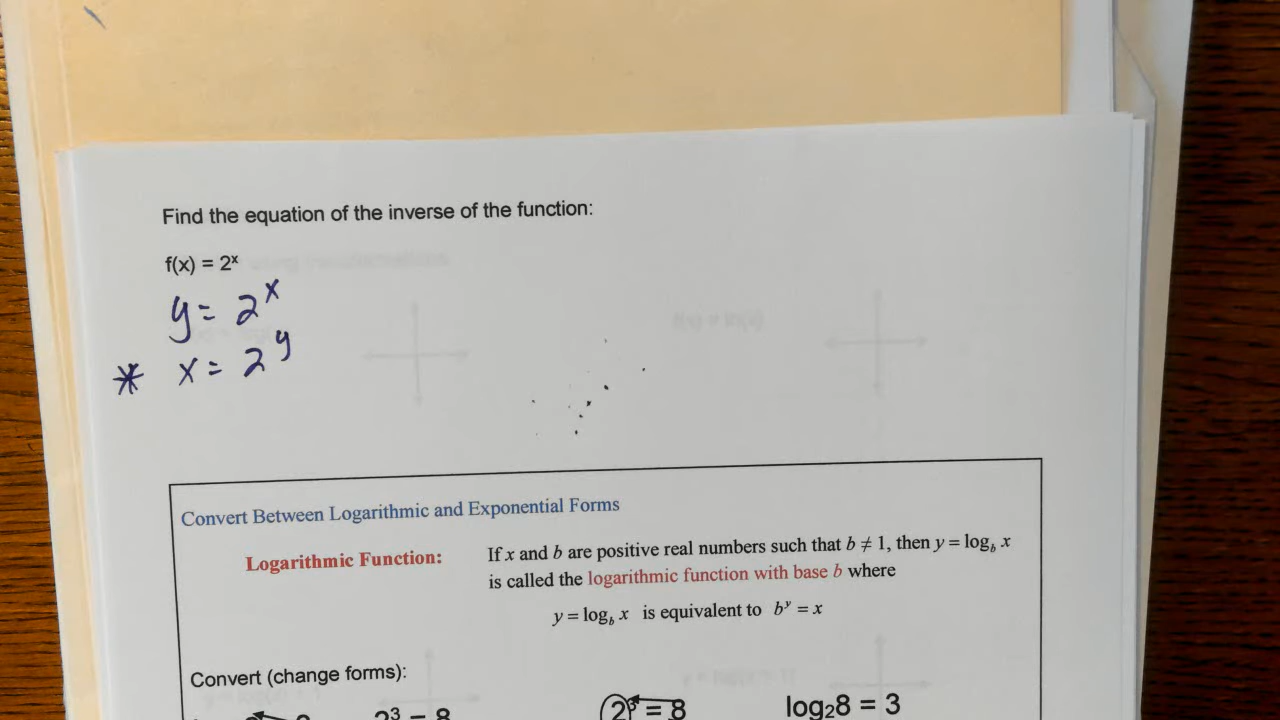 Find the equation of the inverse of the function:
f(x) = 2ˣ
y = 2ˣ
* x = 2ʸ
Convert Between Logarithmic and Exponential Forms
Logarithmic Function: If x and b are positive real numbers such that b ≠ 1, then y = log_b x
is called the logarithmic function with base b where
y = log_b x is equivalent to bʸ = x
Convert (change forms):
2³ = 8 2³ = 8 log₂8 = 3